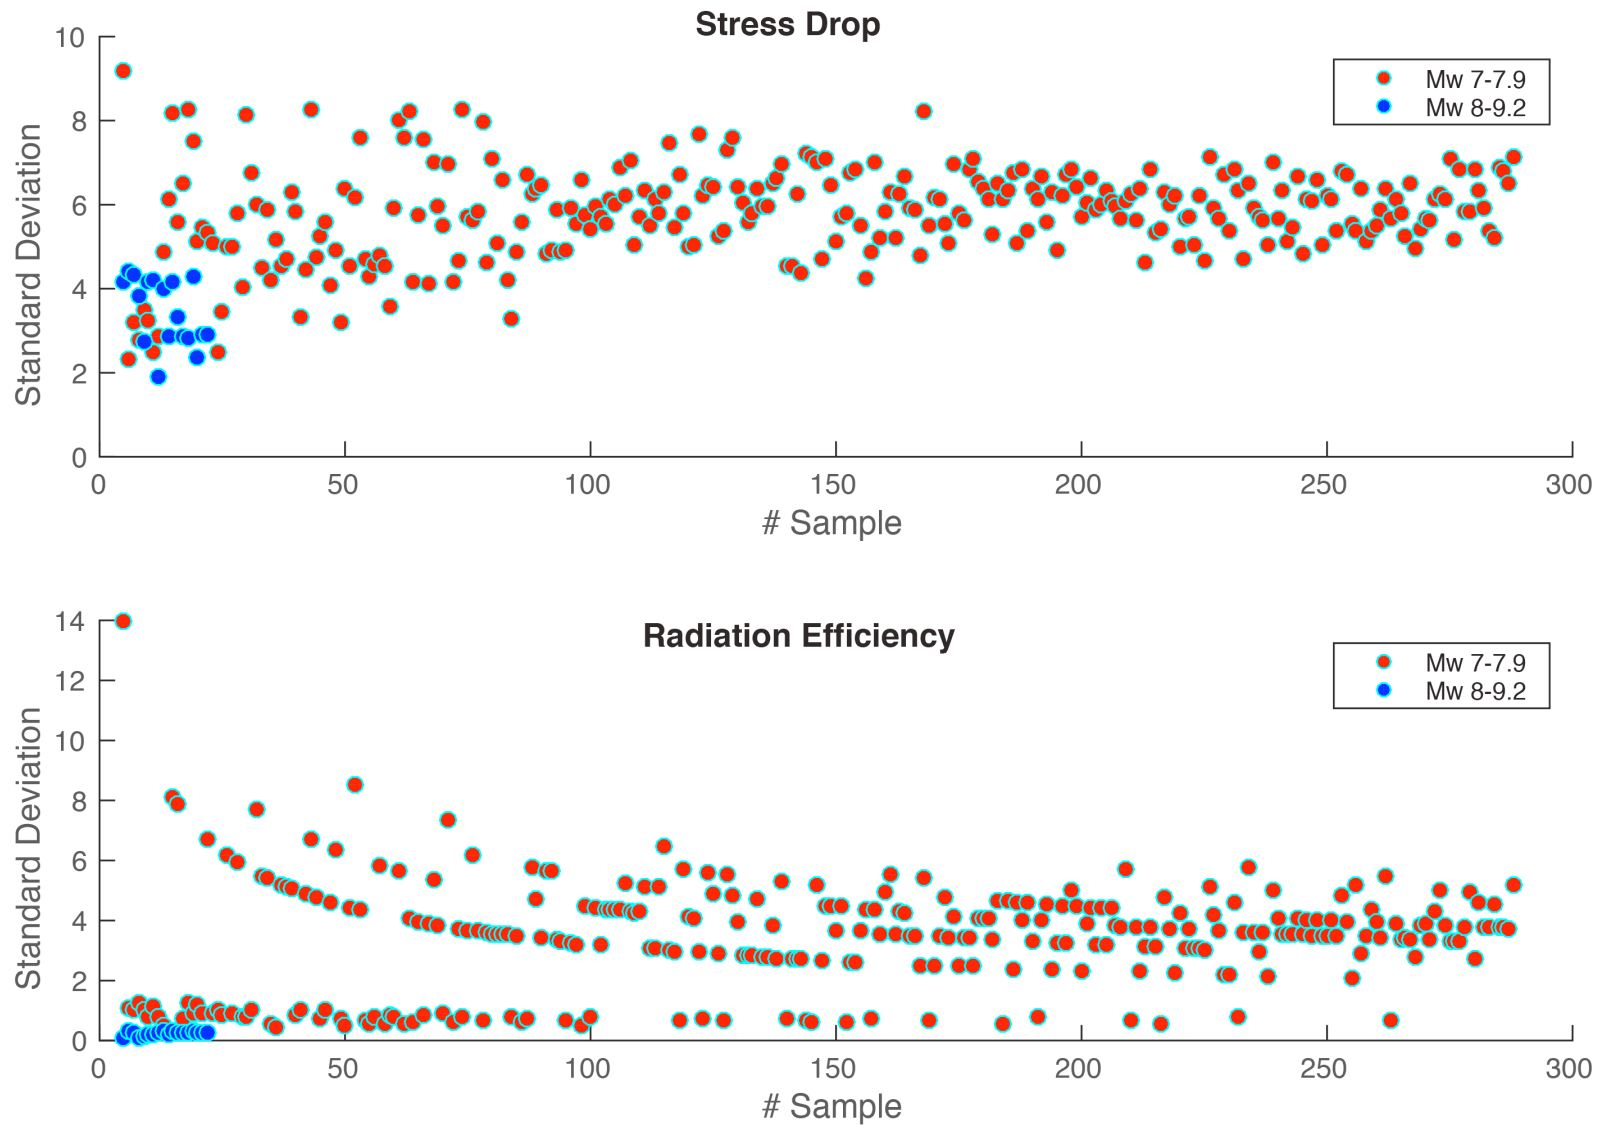 Stress Drop
10
8
6
4
2
0
Standard Deviation
Mw 7-7.9
Mw 8-9.2
0 50 100 150 200 250 300
# Sample
Radiation Efficiency
14
12
10
8
6
4
2
0
Standard Deviation
Mw 7-7.9
Mw 8-9.2
0 50 100 150 200 250 300
# Sample